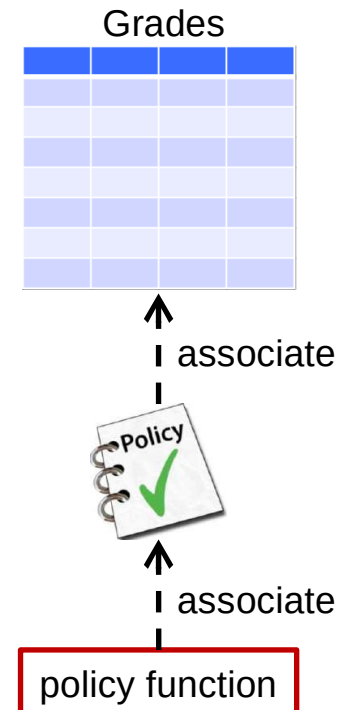 Grades
associate
Policy
associate
policy function